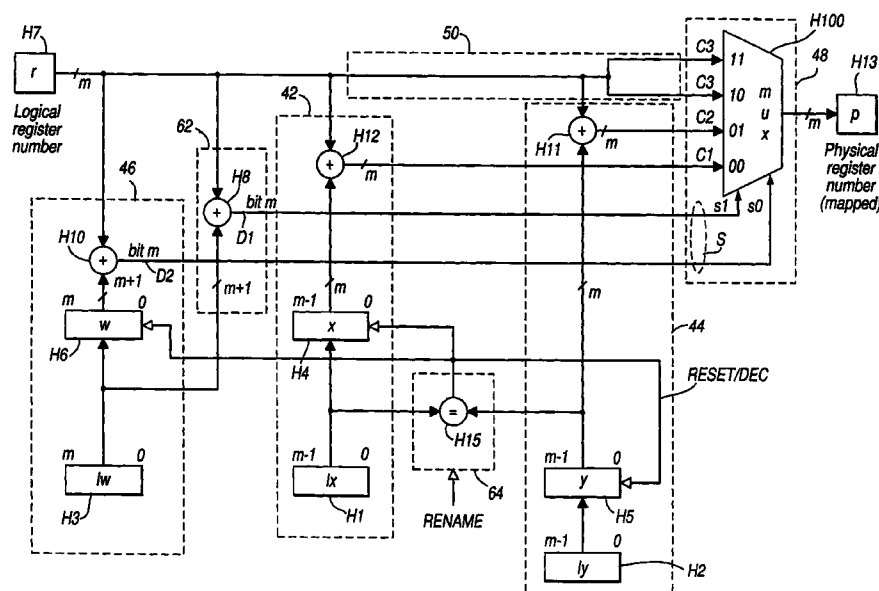 H7
r
m
Logical
register
number
50
C3
11
C3
10
C2
01
C1
00
m
u
x
s1
s0
H100
48
H13
m
p
Physical
register
number
(mapped)
S
42
H12
+
m
H11
+
m
62
H8
+
bit m
D1
46
H10
+
bit m
D2
m+1
m+1
m
m
m 0
w
H6
m-1 0
x
H4
44
RESET/DEC
=
H15
64
RENAME
m 0
lw
H3
m-1 0
lx
H1
m-1 0
y
H5
m-1 0
ly
H2